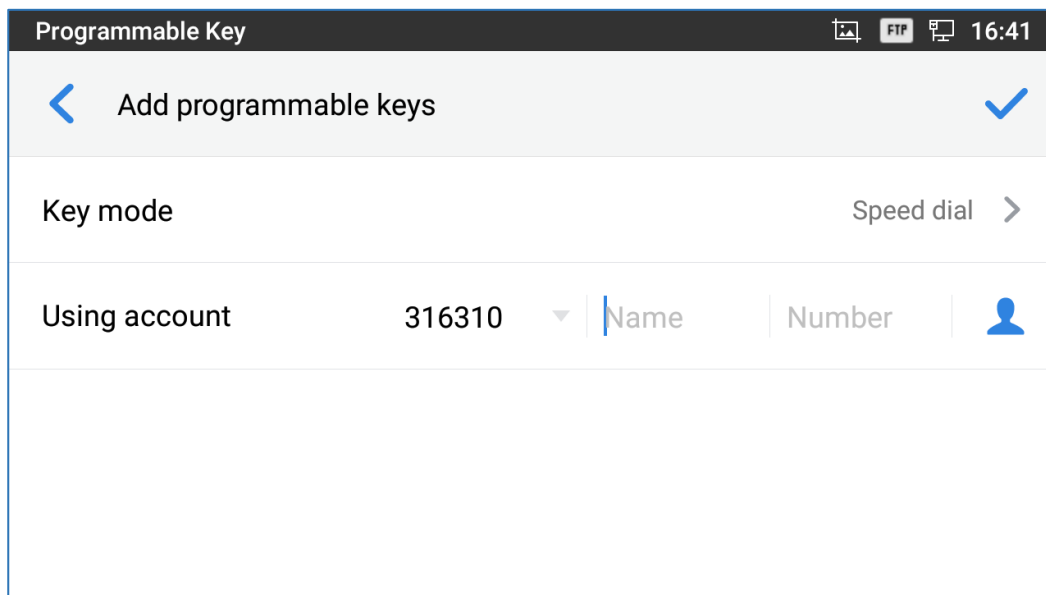 Programmable Key FTP 16:41
Add programmable keys
Key mode Speed dial
Using account 316310 Name Number